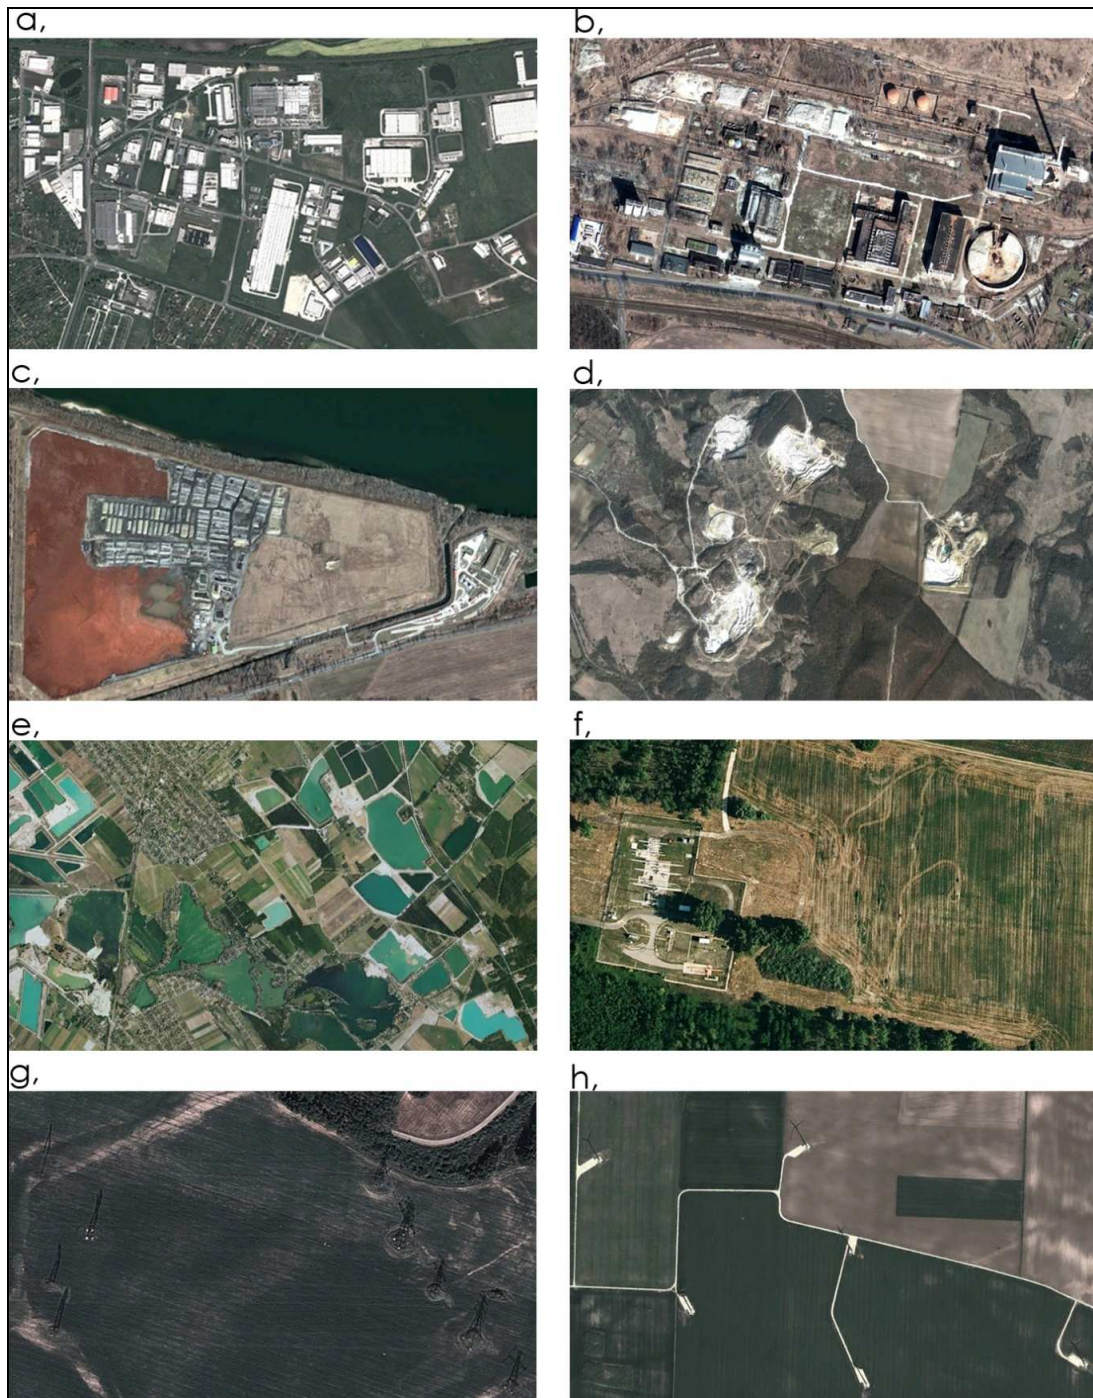 a,
b,
c,
d,
e,
f,
g,
h,